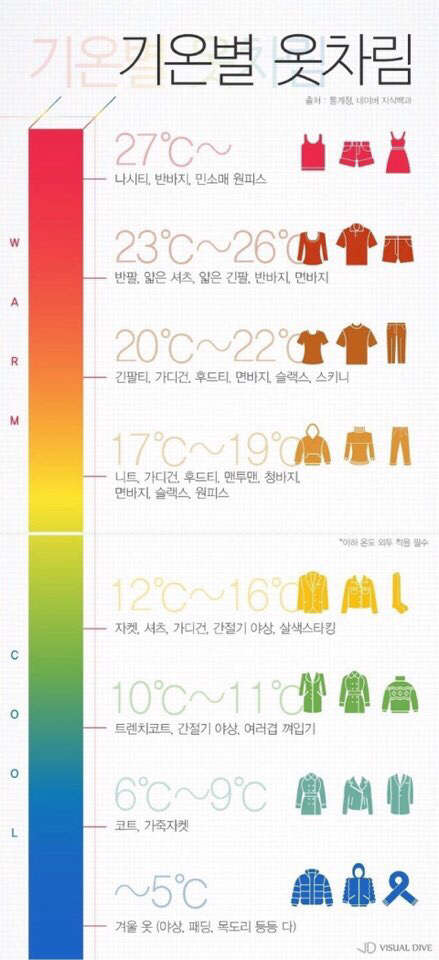 기온별 옷차림
출처 : 통계청, 네이버 지식백과
27℃~
나시티, 반바지, 민소매 원피스
23℃~26℃
반팔, 얇은 셔츠, 얇은 긴팔, 반바지, 면바지
WARM
20℃~22℃
긴팔티, 가디건, 후드티, 면바지, 슬랙스, 스키니
17℃~19℃
니트, 가디건, 후드티, 맨투맨, 청바지,
면바지, 슬랙스, 원피스
*이하 온도 외투 착용 필수
12℃~16℃
자켓, 셔츠, 가디건, 간절기 야상, 살색스타킹
COOL
10℃~11℃
트렌치코트, 간절기 야상, 여러겹 껴입기
6℃~9℃
코트, 가죽자켓
~5℃
겨울 옷 (야상, 패딩, 목도리 등등 다)
VISUAL DIVE